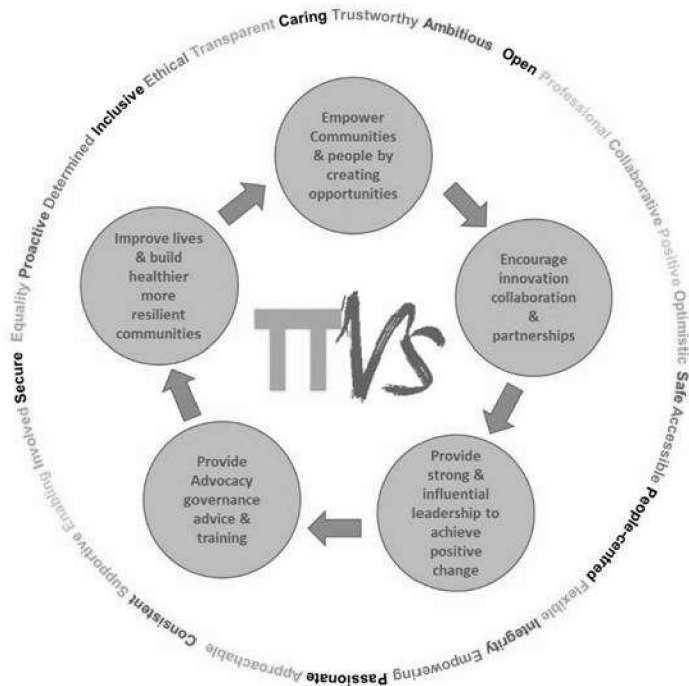 Caring Trustworthy Ambitious Open Professional Collaborative Positive Optimistic Safe Accessible People-centred Flexible Integrity Empowering Passionate Approachable Consistent Supportive Enabling Involved Secure Equality Proactive Determined Inclusive Ethical Transparent
Empower
Communities
& people by
creating
opportunities
Encourage
innovation
collaboration
&
partnerships
Provide
strong &
influential
leadership to
achieve
positive
change
Provide
Advocacy
governance
advice &
training
Improve lives
& build
healthier
more
resilient
communities
TTVS